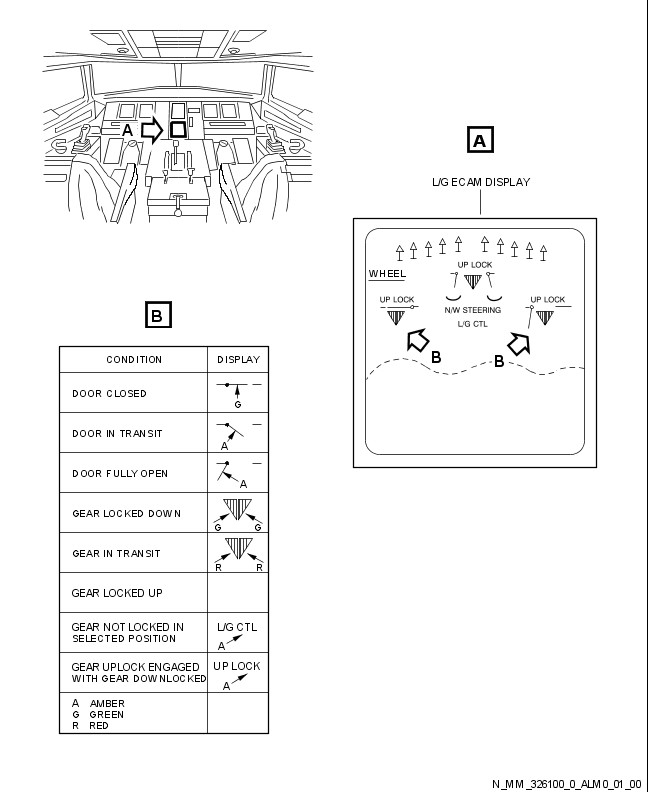 A
A
L/G ECAM DISPLAY
UP LOCK
WHEEL
UP LOCK
UP LOCK
N/W STEERING
L/G CTL
B
B
B
CONDITION DISPLAY
DOOR CLOSED
G
DOOR IN TRANSIT
A
DOOR FULLY OPEN
A
GEAR LOCKED DOWN
G G
GEAR IN TRANSIT
R R
GEAR LOCKED UP
GEAR NOT LOCKED IN
SELECTED POSITION
L/G CTL
A
GEAR UPLOCK ENGAGED
WITH GEAR DOWNLOCKED
UP LOCK
A
A AMBER
G GREEN
R RED
N_MM_326100_0_ALM0_01_00